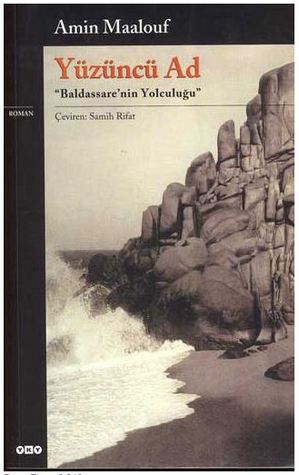 Amin Maalouf
Yüzüncü Ad
"Baldassare'nin Yolculuğu"
ROMAN
Çeviren: Samih Rifat
YKY